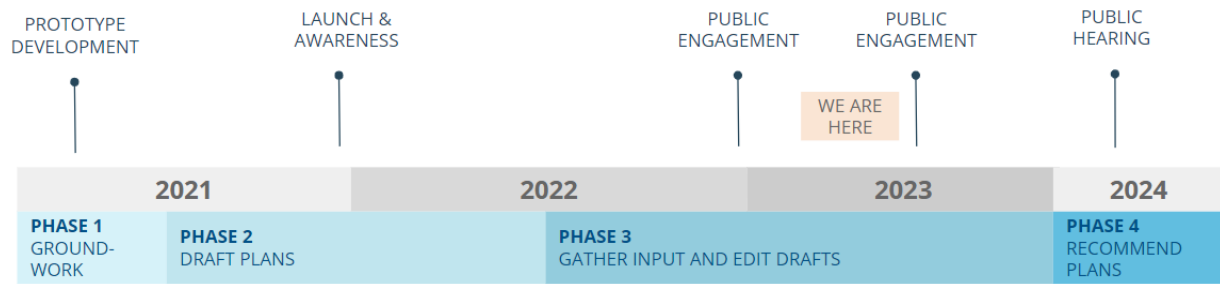 PROTOTYPE
DEVELOPMENT
LAUNCH &
AWARENESS
PUBLIC
ENGAGEMENT
PUBLIC
ENGAGEMENT
PUBLIC
HEARING
WE ARE
HERE
2021
2022
2023
2024
PHASE 1
GROUND-
WORK
PHASE 2
DRAFT PLANS
PHASE 3
GATHER INPUT AND EDIT DRAFTS
PHASE 4
RECOMMEND
PLANS